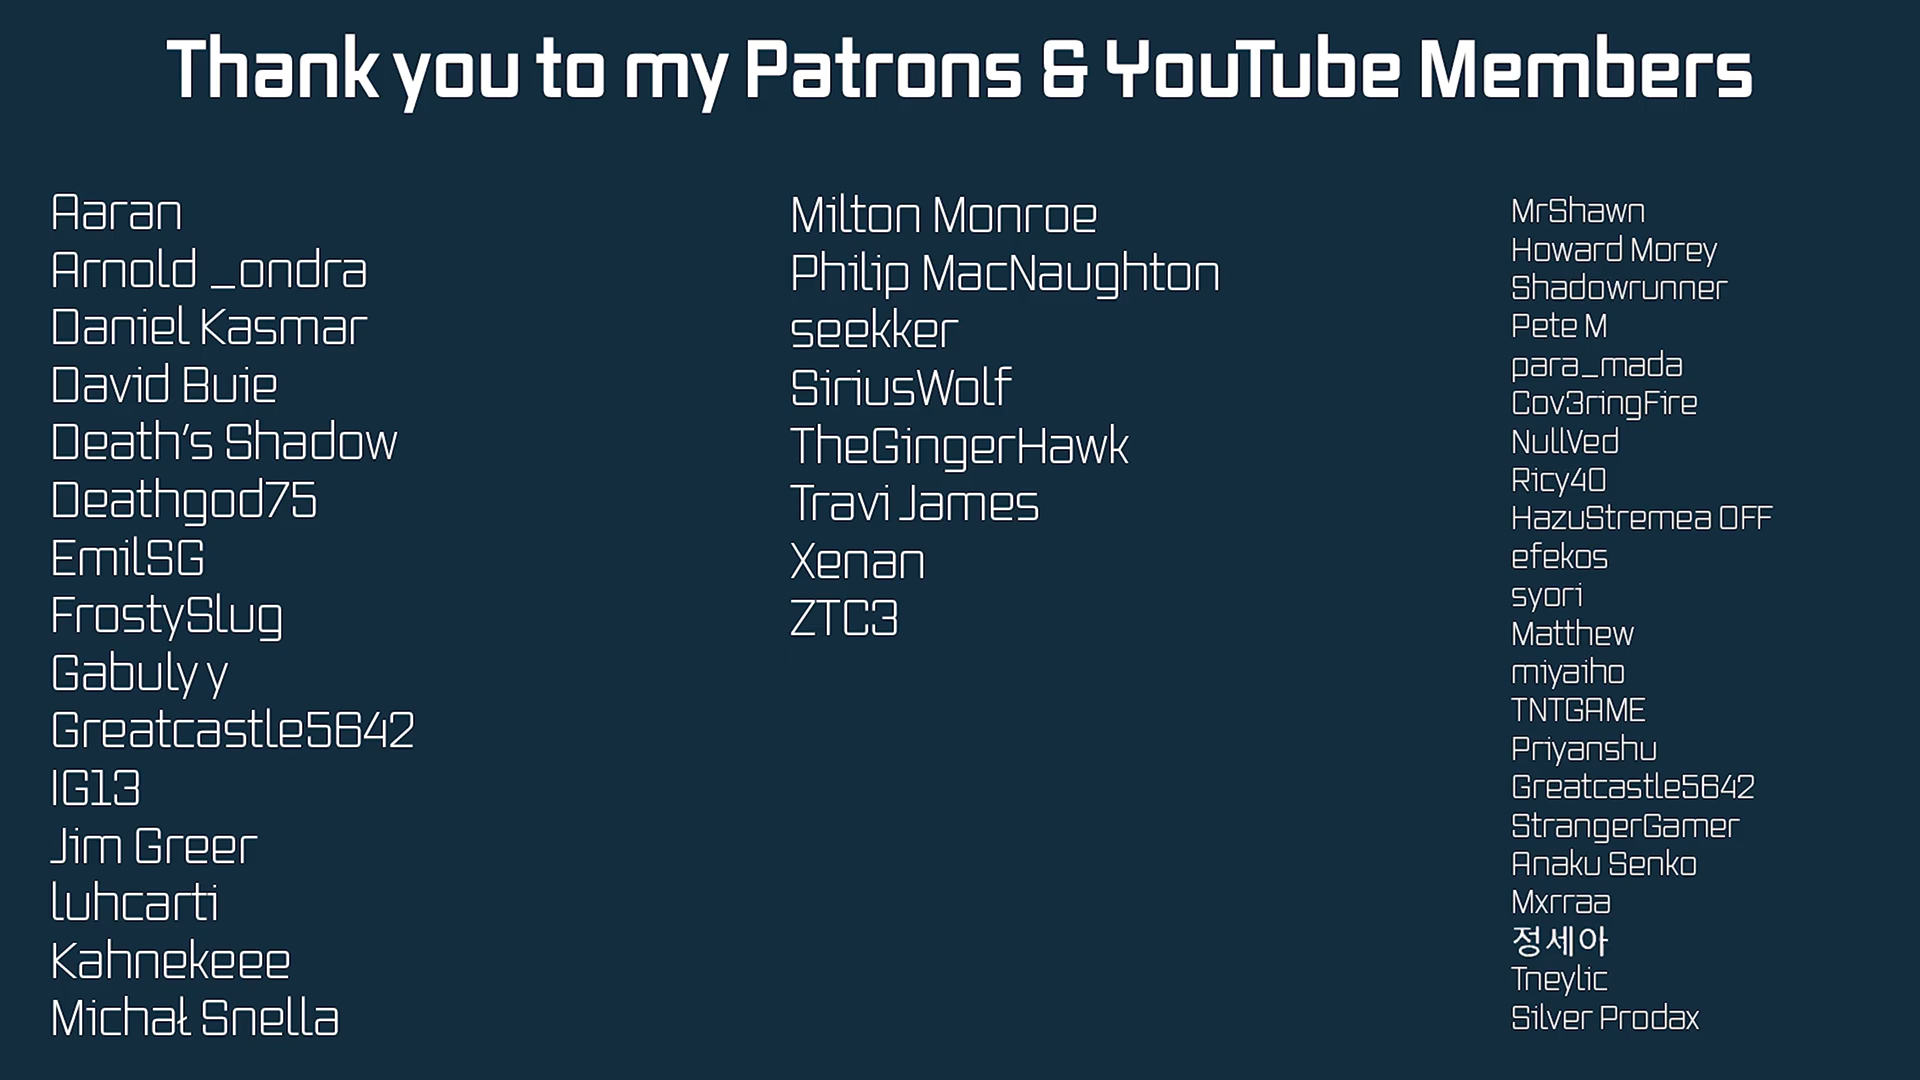 Thank you to my Patrons & YouTube Members
Aaran
Arnold _ondra
Daniel Kasmar
David Buie
Death's Shadow
Deathgod75
EmilSG
FrostySlug
Gabuly y
Greatcastle5642
IG13
Jim Greer
luhcarti
Kahnekeee
Michał Snella
Milton Monroe
Philip MacNaughton
seekker
SiriusWolf
TheGingerHawk
Travi James
Xenan
ZTC3
MrShawn
Howard Morey
Shadowrunner
Pete M
para_mada
Cov3ringFire
NullVed
Ricy40
HazuStremea OFF
efekos
syori
Matthew
miyaiho
TNTGAME
Priyanshu
Greatcastle5642
StrangerGamer
Anaku Senko
Mxrraa
정세아
Tneylic
Silver Prodax